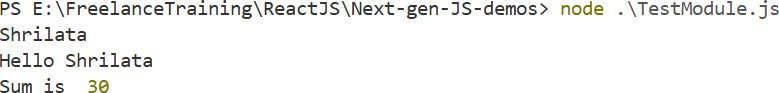 PS E:\FreelanceTraining\ReactJS\Next-gen-JS-demos> node .\TestModule.js
Shrilata
Hello Shrilata
Sum is  30